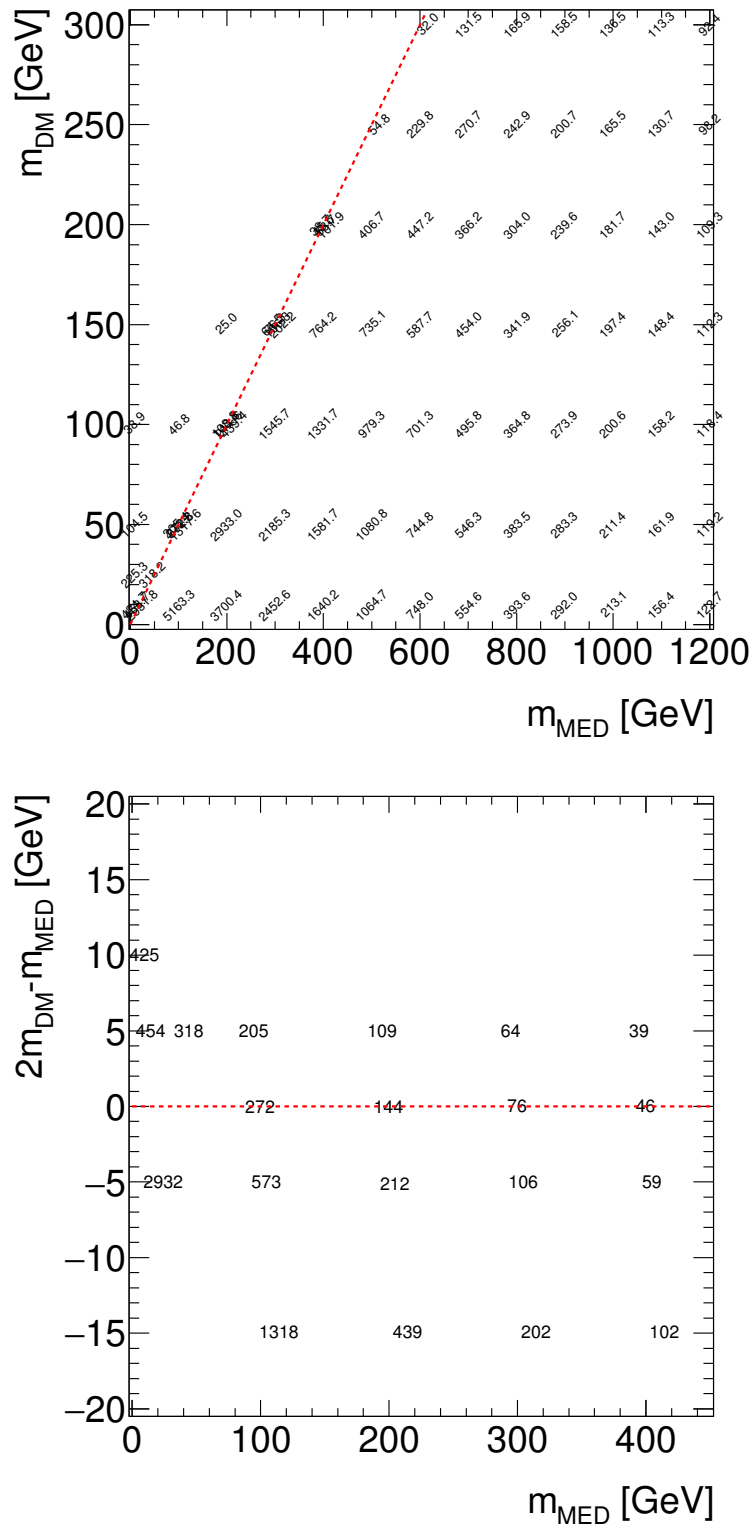 m_DM [GeV]
300 32.0 131.5 165.9 158.5 136.5 113.3 92.4
250 54.8 229.8 270.7 242.9 200.7 165.5 130.7 98.2
200 406.7 447.2 366.2 304.0 239.6 181.7 143.0 109.3
150 25.0 764.2 735.1 587.7 454.0 341.9 256.1 197.4 148.4 112.3
100 38.9 46.8 1545.7 1331.7 979.3 701.3 495.8 364.8 273.9 200.6 158.2 118.4
50 104.5 2933.0 2185.3 1581.7 1080.8 744.8 546.3 383.5 283.3 211.4 161.9 119.2
225.3 318.2
0 5163.3 3700.4 2452.6 1640.2 1064.7 748.0 554.6 393.6 292.0 213.1 156.4
0 200 400 600 800 1000 1200
m_MED [GeV]
2m_DM-m_MED [GeV]
20
15
10 425
5 454 318 205 109 64 39
0 272 144 76 46
−5 2932 573 212 106 59
−10
−15 1318 439 202 102
−20
0 100 200 300 400
m_MED [GeV]